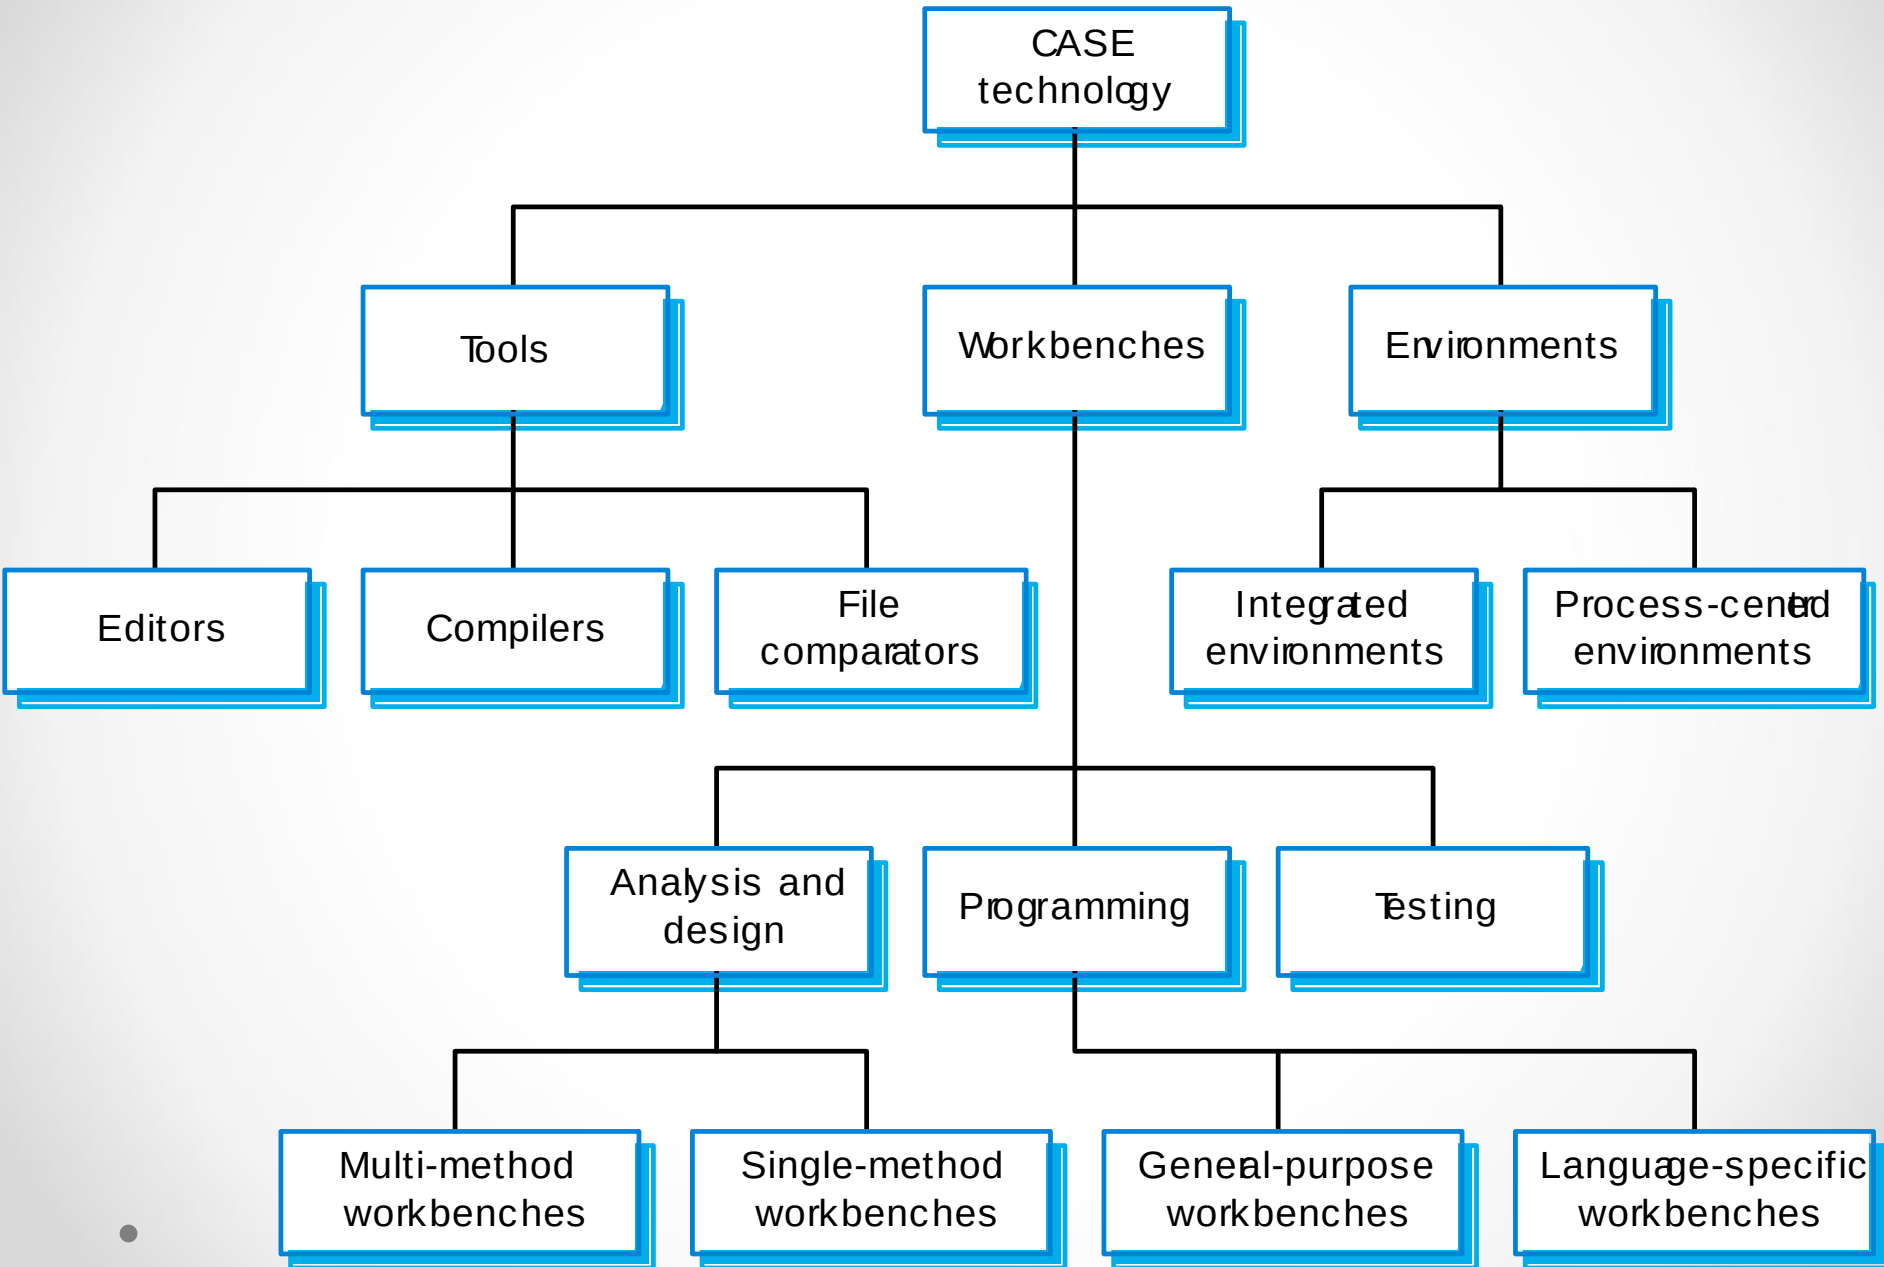 CASE
technology
Tools
Workbenches
Environments
Editors
Compilers
File
comparators
Integrated
environments
Process-centred
environments
Analysis and
design
Programming
Testing
Multi-method
workbenches
Single-method
workbenches
General-purpose
workbenches
Language-specific
workbenches